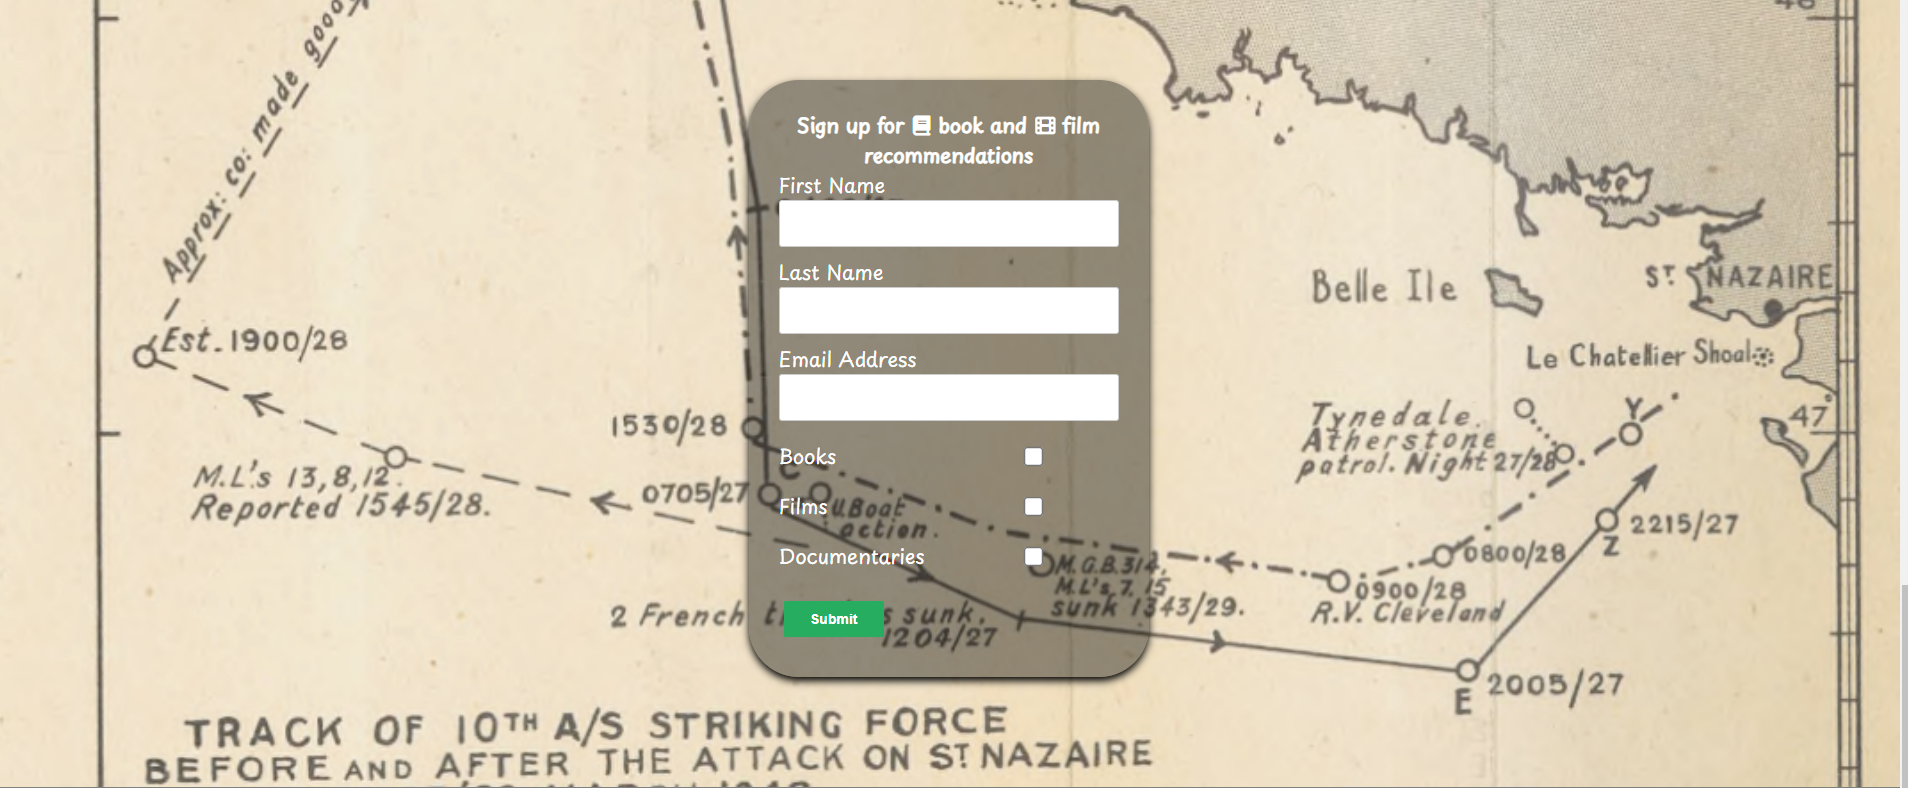 48
Approx: co: made good
Sign up for book and film
recommendations
First Name
Last Name
Email Address
Books
Films
Documentaries
Submit
Belle Ile
ST. NAZAIRE
Le Chatellier Shoal
Est. 1900/28
M.L's 13, 8, 12.
Reported 1545/28.
1530/28
0705/27
C
U.Boat
action.
Tynedale.
Atherstone
patrol. Night 27/28
Y
47
2215/27
Z
0800/28
0900/28
R.V. Cleveland
M.G.B. 314,
M.L's, 7, 15
sunk 1343/29.
2 French t s sunk,
1204/27
2005/27
E
TRACK OF 10TH A/S STRIKING FORCE
BEFORE AND AFTER THE ATTACK ON ST. NAZAIRE